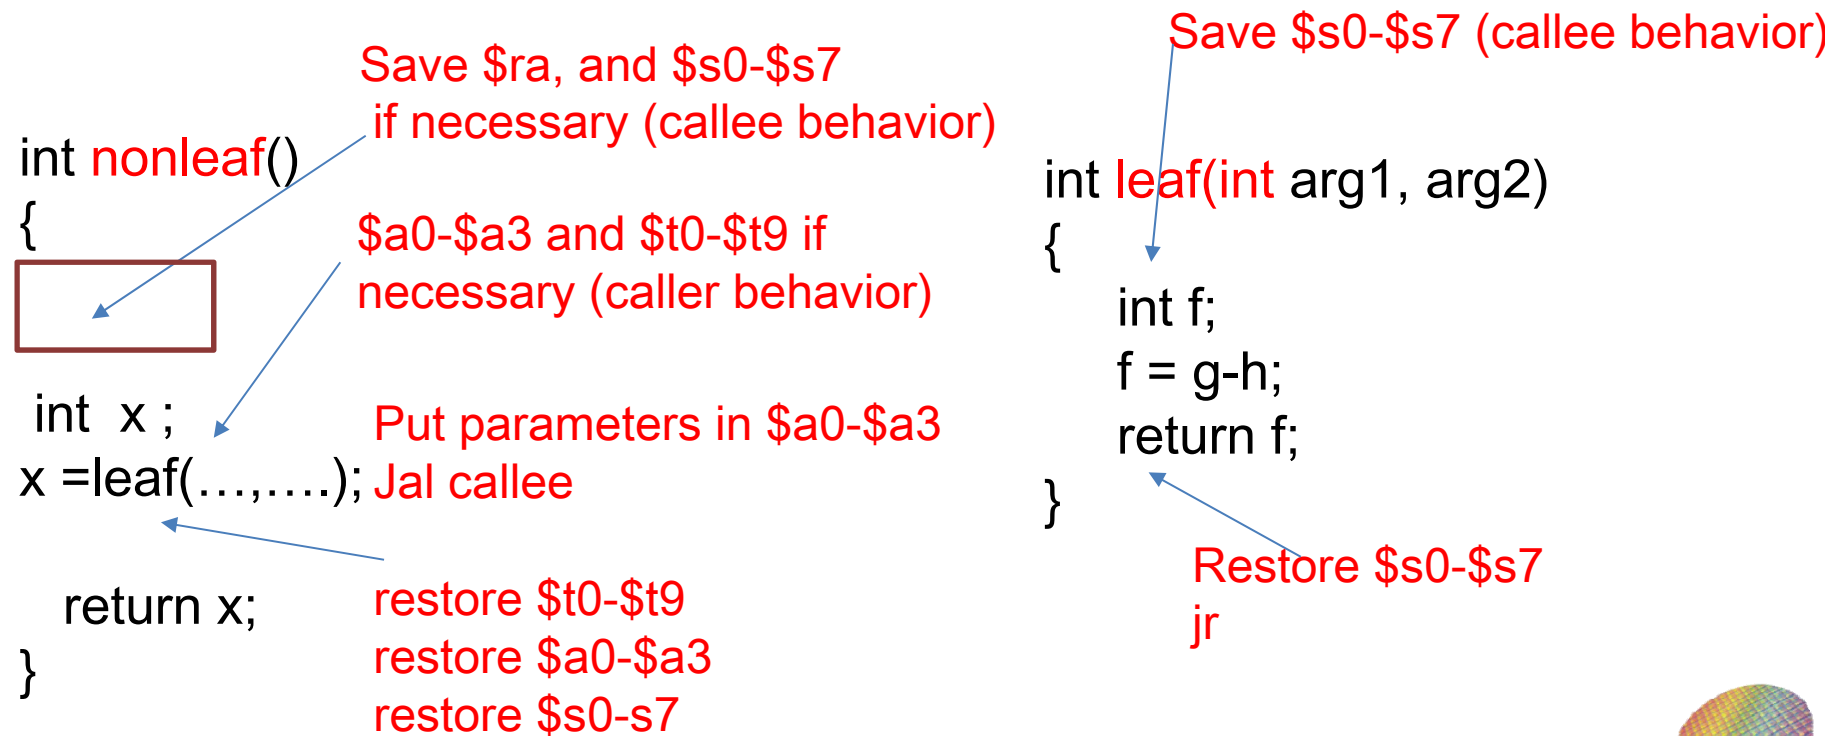 Save $ra, and $s0-$s7
if necessary (callee behavior)
int nonleaf()
{
$a0-$a3 and $t0-$t9 if
necessary (caller behavior)
int x ;
x =leaf(…,….);
Put parameters in $a0-$a3
Jal callee
return x;
}
restore $t0-$t9
restore $a0-$a3
restore $s0-s7
Save $s0-$s7 (callee behavior)
int leaf(int arg1, arg2)
{
int f;
f = g-h;
return f;
}
Restore $s0-$s7
jr